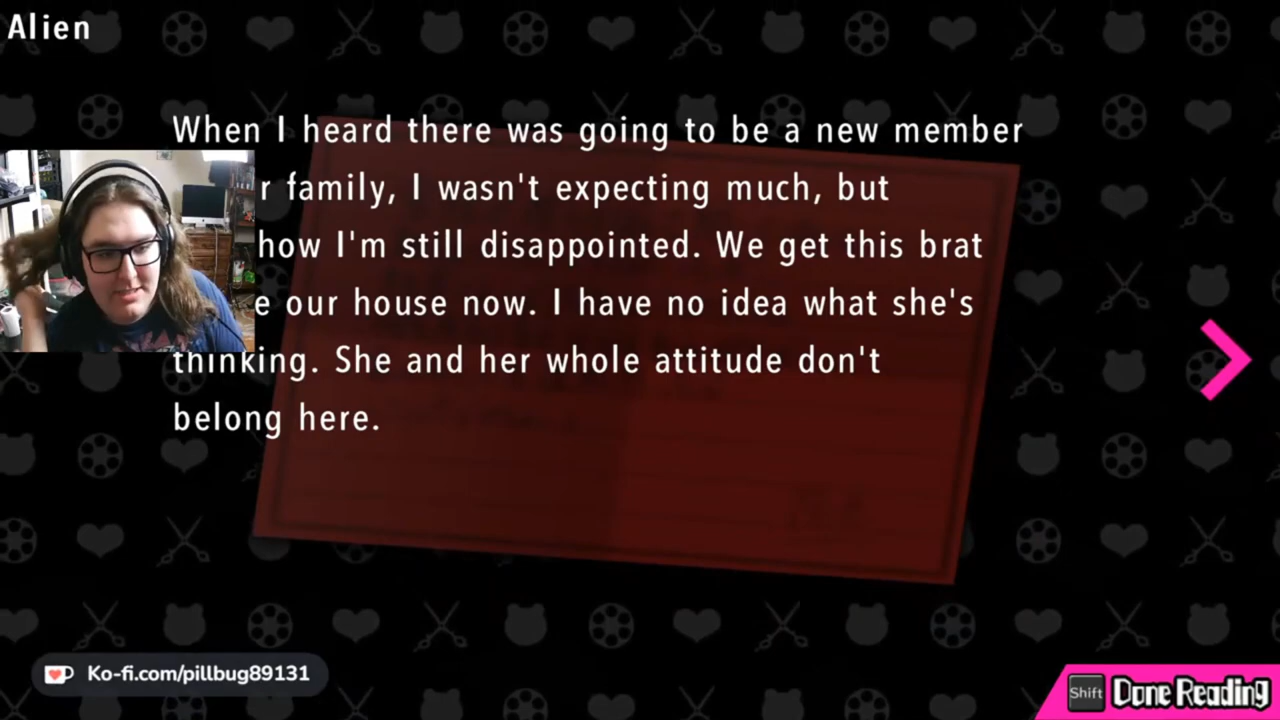 Alien
When I heard there was going to be a new member
r family, I wasn't expecting much, but
how I'm still disappointed. We get this brat
e our house now. I have no idea what she's
thinking. She and her whole attitude don't
belong here.
Ko-fi.com/pillbug89131
Shift Done Reading